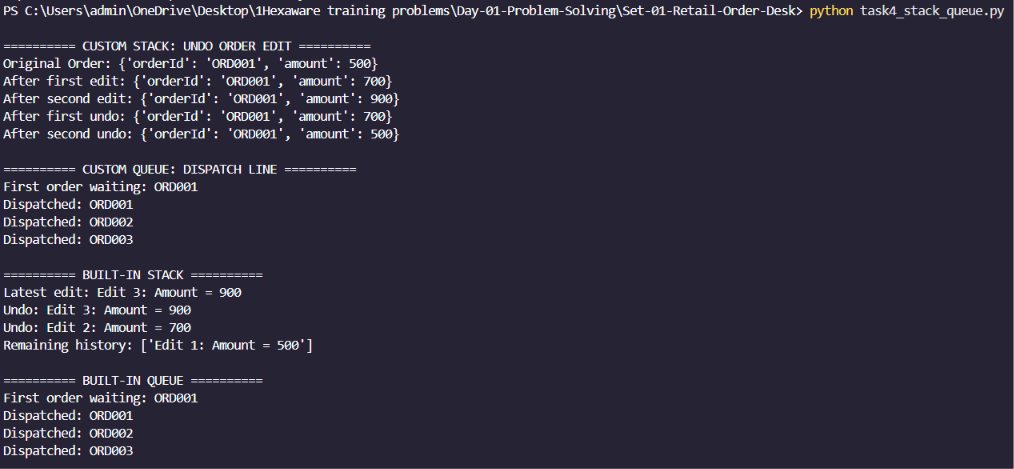 PS C:\Users\admin\OneDrive\Desktop\1Hexaware training problems\Day-01-Problem-Solving\Set-01-Retail-Order-Desk> python task4_stack_queue.py
========== CUSTOM STACK: UNDO ORDER EDIT ==========
Original Order: {'orderId': 'ORD001', 'amount': 500}
After first edit: {'orderId': 'ORD001', 'amount': 700}
After second edit: {'orderId': 'ORD001', 'amount': 900}
After first undo: {'orderId': 'ORD001', 'amount': 700}
After second undo: {'orderId': 'ORD001', 'amount': 500}
========== CUSTOM QUEUE: DISPATCH LINE ==========
First order waiting: ORD001
Dispatched: ORD001
Dispatched: ORD002
Dispatched: ORD003
========== BUILT-IN STACK ==========
Latest edit: Edit 3: Amount = 900
Undo: Edit 3: Amount = 900
Undo: Edit 2: Amount = 700
Remaining history: ['Edit 1: Amount = 500']
========== BUILT-IN QUEUE ==========
First order waiting: ORD001
Dispatched: ORD001
Dispatched: ORD002
Dispatched: ORD003